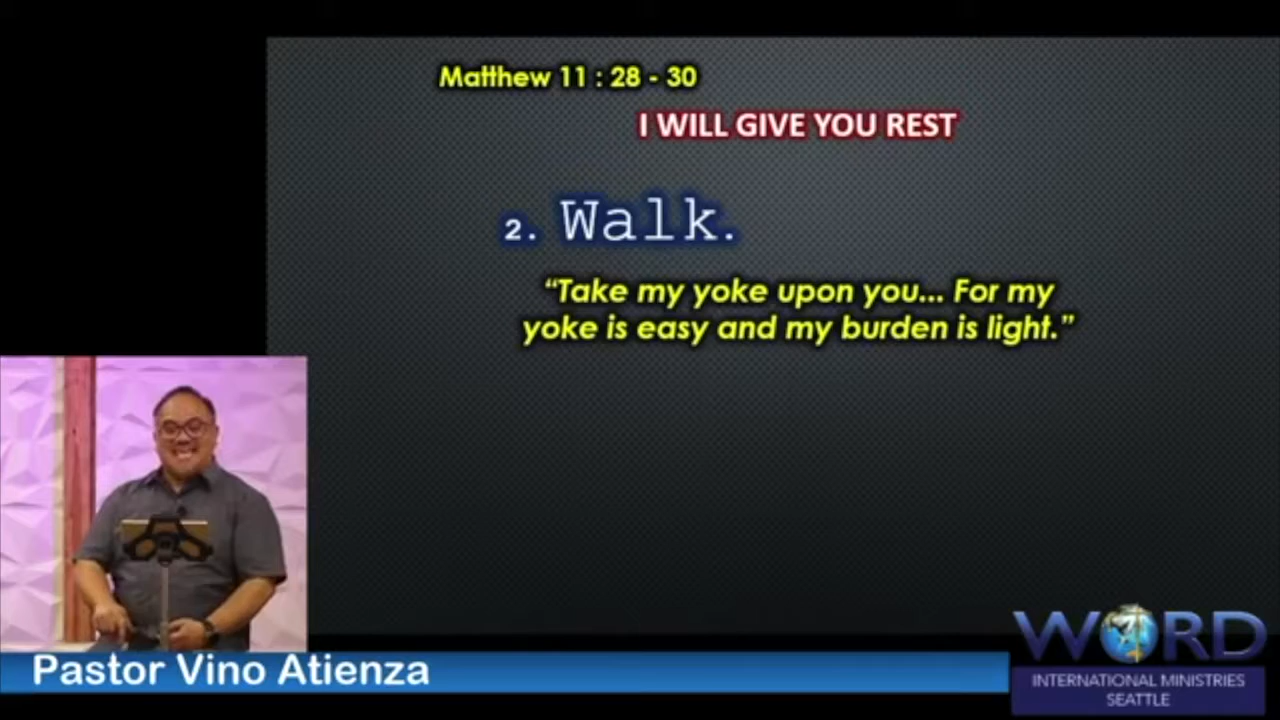 Matthew 11 : 28 - 30
I WILL GIVE YOU REST
2. Walk.
“Take my yoke upon you... For my
yoke is easy and my burden is light.”
Pastor Vino Atienza
WORD
INTERNATIONAL MINISTRIES
SEATTLE